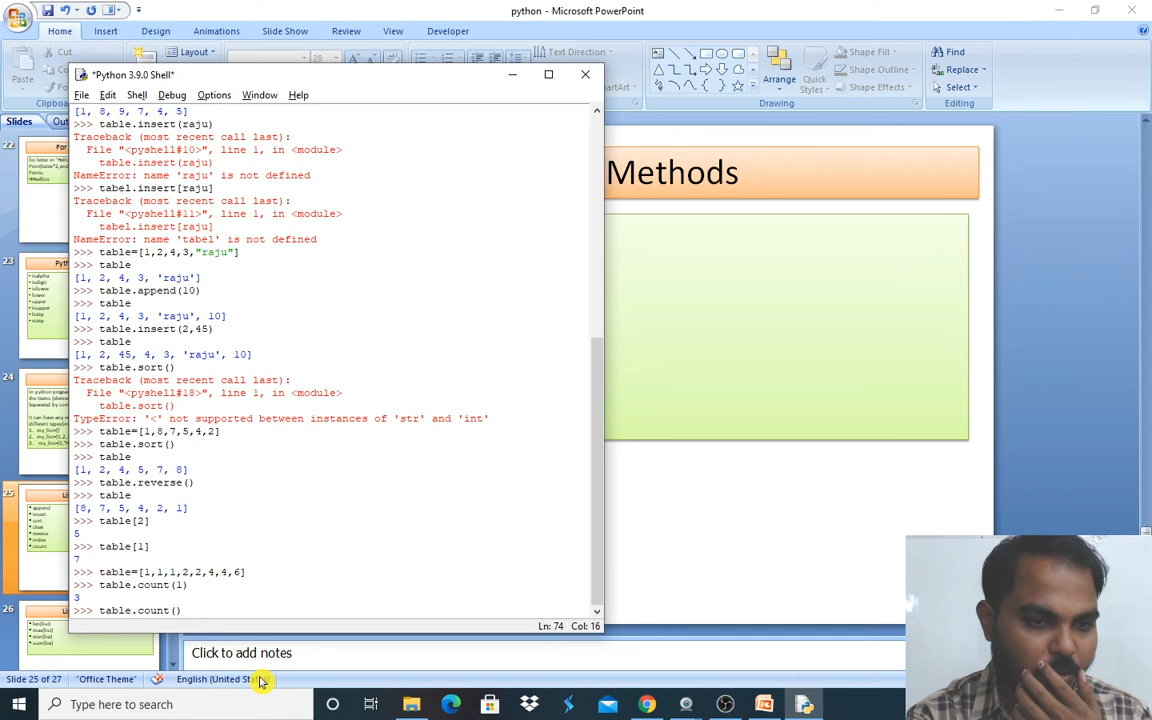 python - Microsoft PowerPoint
Home Insert Design Animations Slide Show Review View Developer
Cut
Layout
28
Text Direction
Shape Fill
Find
Paste
Arrange
Quick Styles
Shape Outline
Replace
Shape Effects
Select
Drawing
Editing
*Python 3.9.0 Shell*
File Edit Shell Debug Options Window Help
[1, 8, 9, 7, 4, 5]
>>> table.insert(raju)
Traceback (most recent call last):
File "<pyshell#10>", line 1, in <module>
table.insert(raju)
NameError: name 'raju' is not defined
>>> tabel.insert[raju]
Traceback (most recent call last):
File "<pyshell#11>", line 1, in <module>
tabel.insert[raju]
NameError: name 'tabel' is not defined
>>> table=[1,2,4,3,"raju"]
>>> table
[1, 2, 4, 3, 'raju']
>>> table.append(10)
>>> table
[1, 2, 4, 3, 'raju', 10]
>>> table.insert(2,45)
>>> table
[1, 2, 45, 4, 3, 'raju', 10]
>>> table.sort()
Traceback (most recent call last):
File "<pyshell#18>", line 1, in <module>
table.sort()
TypeError: '<' not supported between instances of 'str' and 'int'
>>> table=[1,8,7,5,4,2]
>>> table.sort()
>>> table
[1, 2, 4, 5, 7, 8]
>>> table.reverse()
>>> table
[8, 7, 5, 4, 2, 1]
>>> table[2]
5
>>> table[1]
7
>>> table=[1,1,1,2,2,4,4,6]
>>> table.count(1)
3
>>> table.count()
Ln: 74 Col: 16
Methods
Slides
22
23
24
25
26
Click to add notes
Slide 25 of 27 "Office Theme" English (United
Type here to search